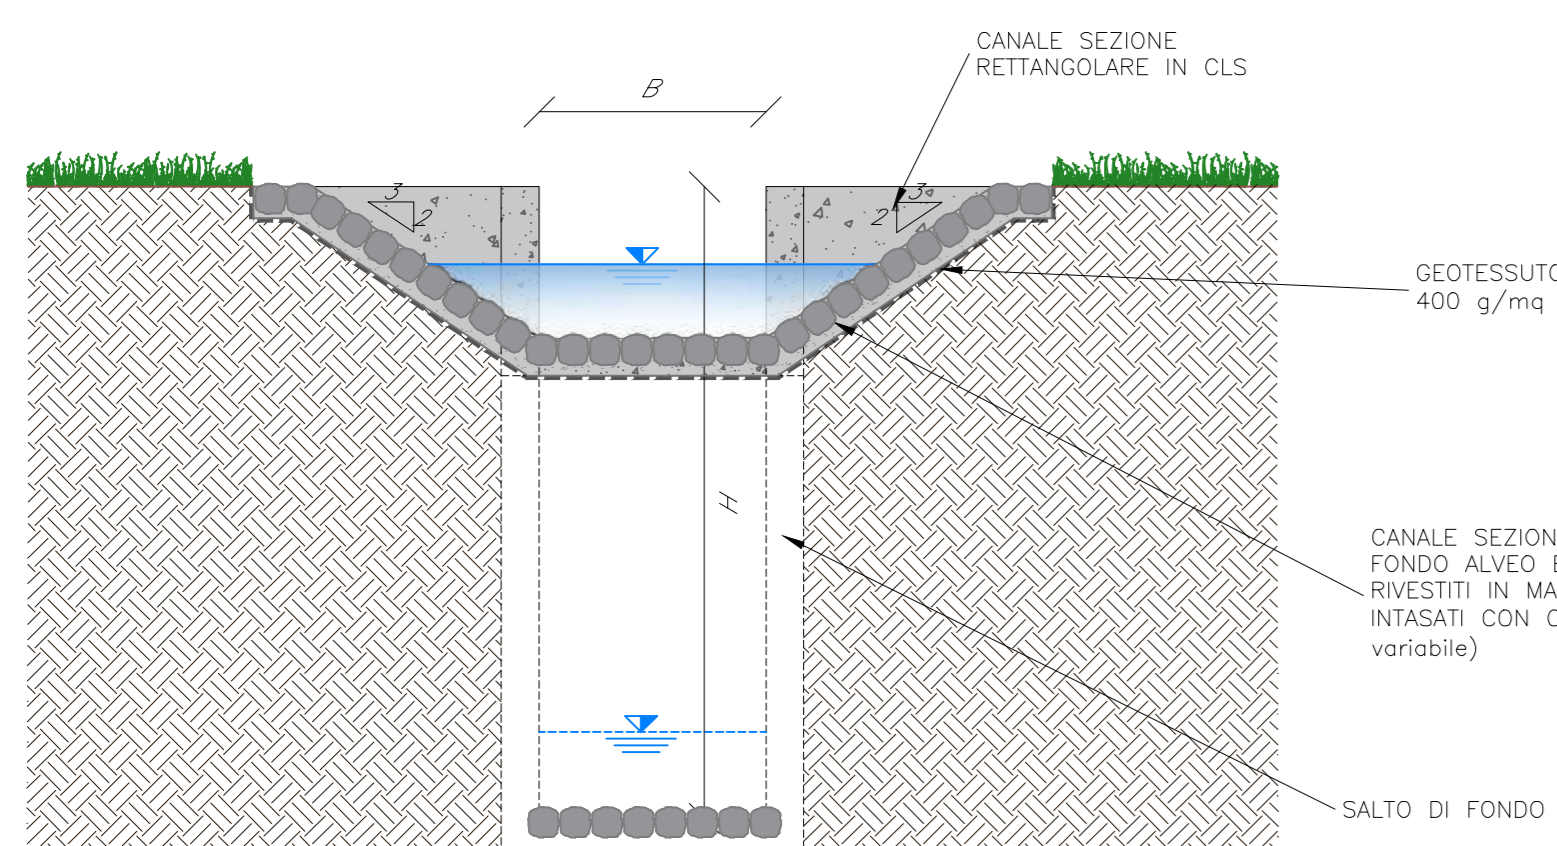 CANALE SEZIONE
RETTANGOLARE IN CLS
B
3
2
3
2
GEOTESSUTO
400 g/mq
H
CANALE SEZION
FONDO ALVEO E
RIVESTITI IN MA
INTASATI CON C
variabile)
SALTO DI FONDO